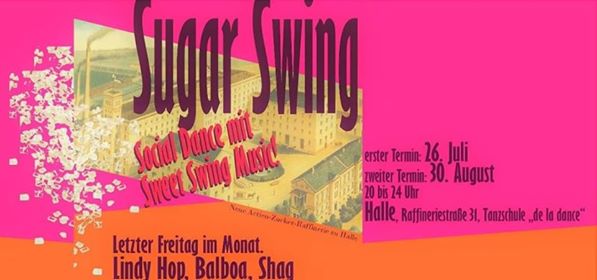 Sugar Swing
Social Dance mit
Sweet Swing Music!
erster Termin: 26. Juli
zweiter Termin: 30. August
20 bis 24 Uhr
Halle, Raffineriestraße 31, Tanzschule „de la dance“
Neue Actien-Zucker-Raffinerie zu Halle
Letzter Freitag im Monat.
Lindy Hop, Balboa, Shag